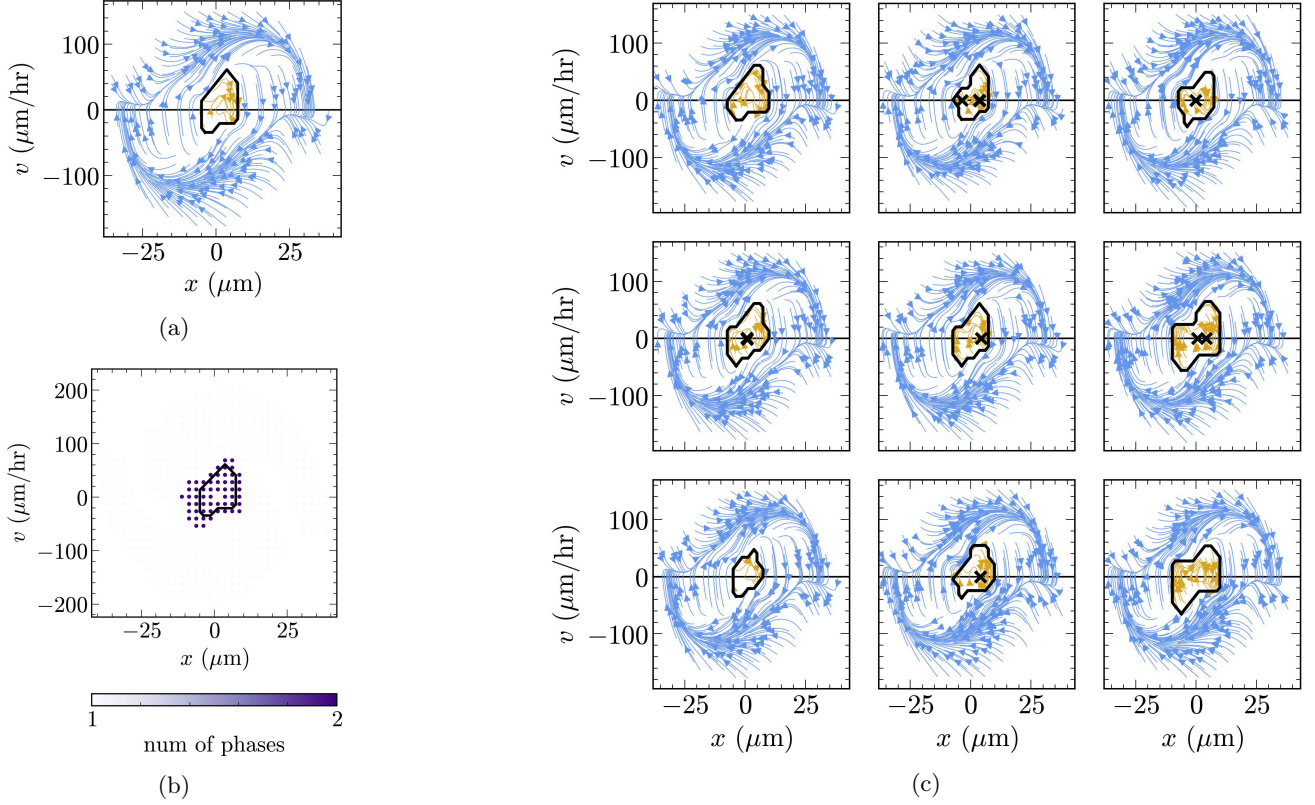 100
0
−100
v (μm/hr)
−25 0 25
x (μm)
(a)
200
100
0
−100
−200
v (μm/hr)
−25 0 25
x (μm)
1 2
num of phases
(b)
100
0
−100
v (μm/hr)
100
0
−100
v (μm/hr)
100
0
−100
v (μm/hr)
−25 0 25 −25 0 25 −25 0 25
x (μm) x (μm) x (μm)
(c)